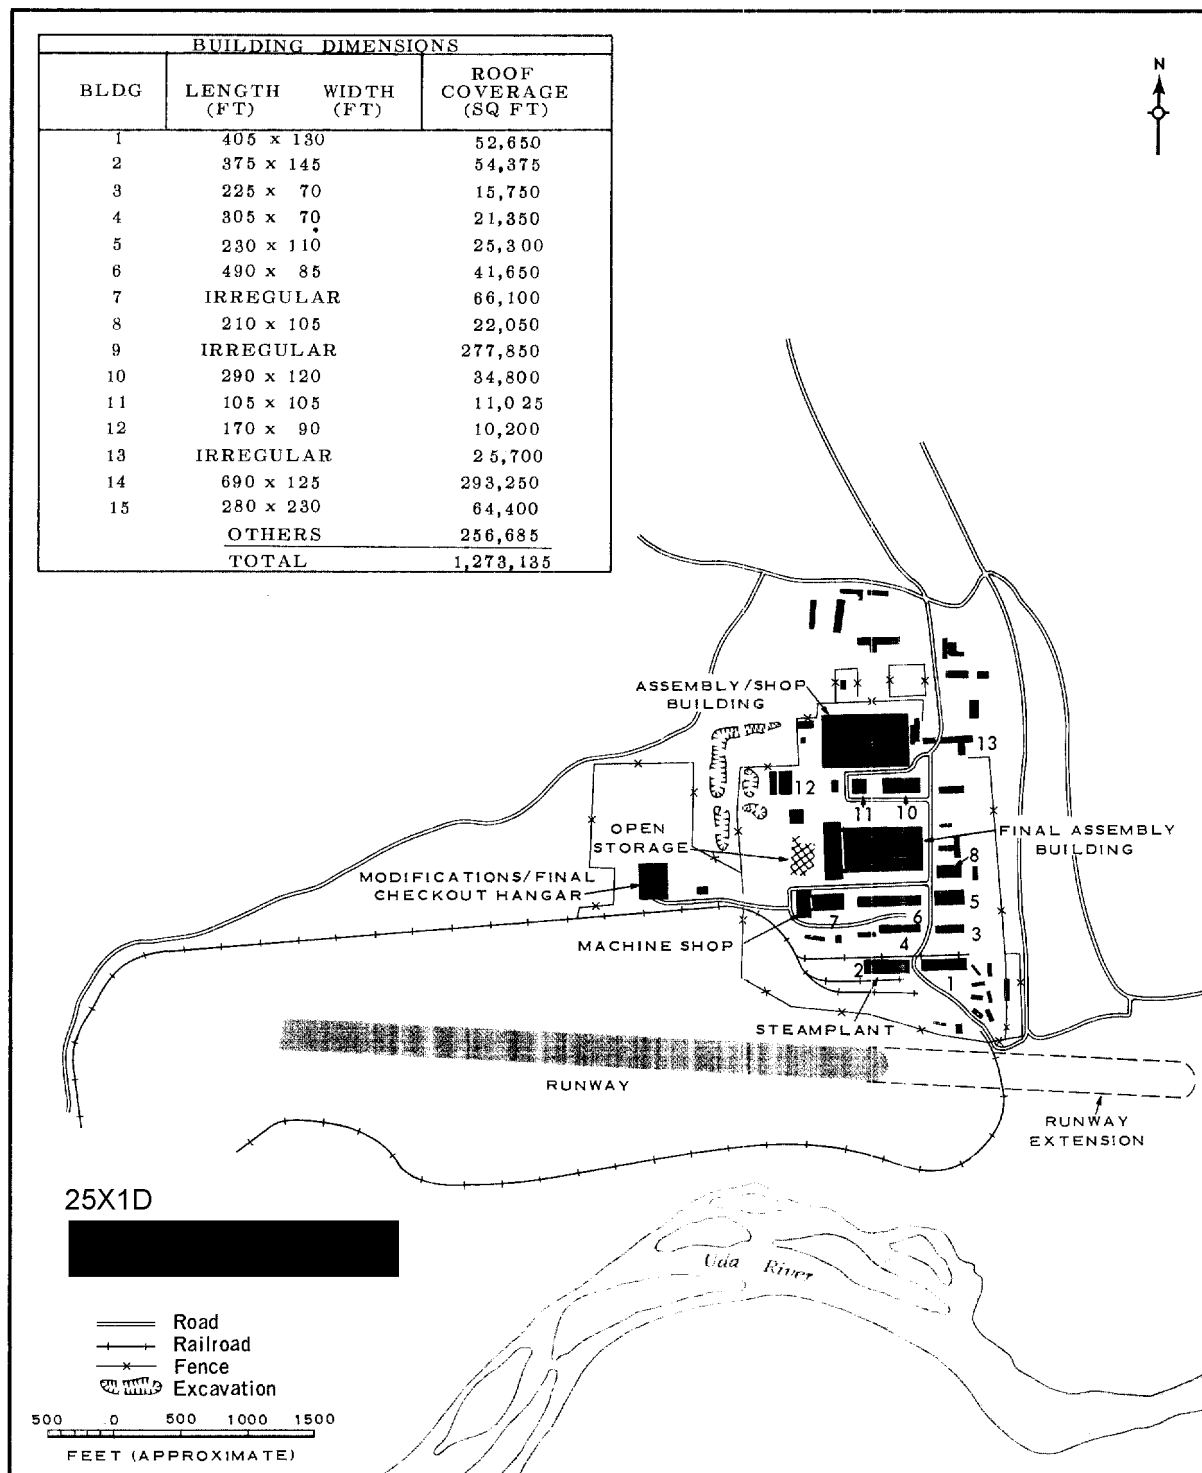 BUILDING DIMENSIONS
BLDG LENGTH (FT) WIDTH (FT) ROOF COVERAGE (SQ FT)
1 405 x 130 52,650
2 375 x 145 54,375
3 225 x 70 15,750
4 305 x 70 21,350
5 230 x 110 25,300
6 490 x 85 41,650
7 IRREGULAR 66,100
8 210 x 105 22,050
9 IRREGULAR 277,850
10 290 x 120 34,800
11 105 x 105 11,025
12 170 x 90 10,200
13 IRREGULAR 25,700
14 690 x 125 293,250
15 280 x 230 64,400
OTHERS 256,685
TOTAL 1,273,135
N
ASSEMBLY/SHOP
BUILDING
13
12
11
10
OPEN
STORAGE
FINAL ASSEMBLY
BUILDING
8
MODIFICATIONS/FINAL
CHECKOUT HANGAR
5
7
6
MACHINE SHOP
4
3
2
1
STEAMPLANT
RUNWAY
RUNWAY
EXTENSION
25X1D
Uda River
Road
Railroad
Fence
Excavation
500 0 500 1000 1500
FEET (APPROXIMATE)